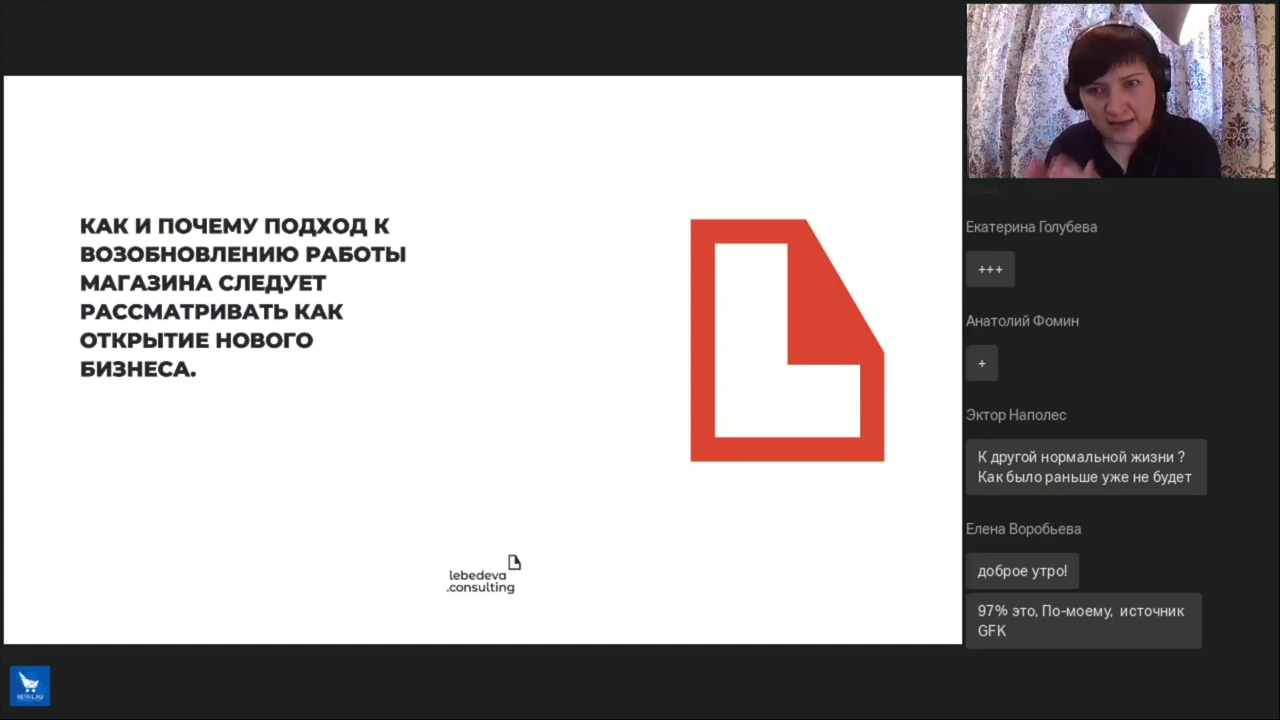 КАК И ПОЧЕМУ ПОДХОД К
ВОЗОБНОВЛЕНИЮ РАБОТЫ
МАГАЗИНА СЛЕДУЕТ
РАССМАТРИВАТЬ КАК
ОТКРЫТИЕ НОВОГО
БИЗНЕСА.
lebedeva
.consulting
RETAIL.RU
Екатерина Голубева
+++
Анатолий Фомин
+
Эктор Наполес
К другой нормальной жизни ?
Как было раньше уже не будет
Елена Воробьева
доброе утро!
97% это, По-моему, источник
GFK